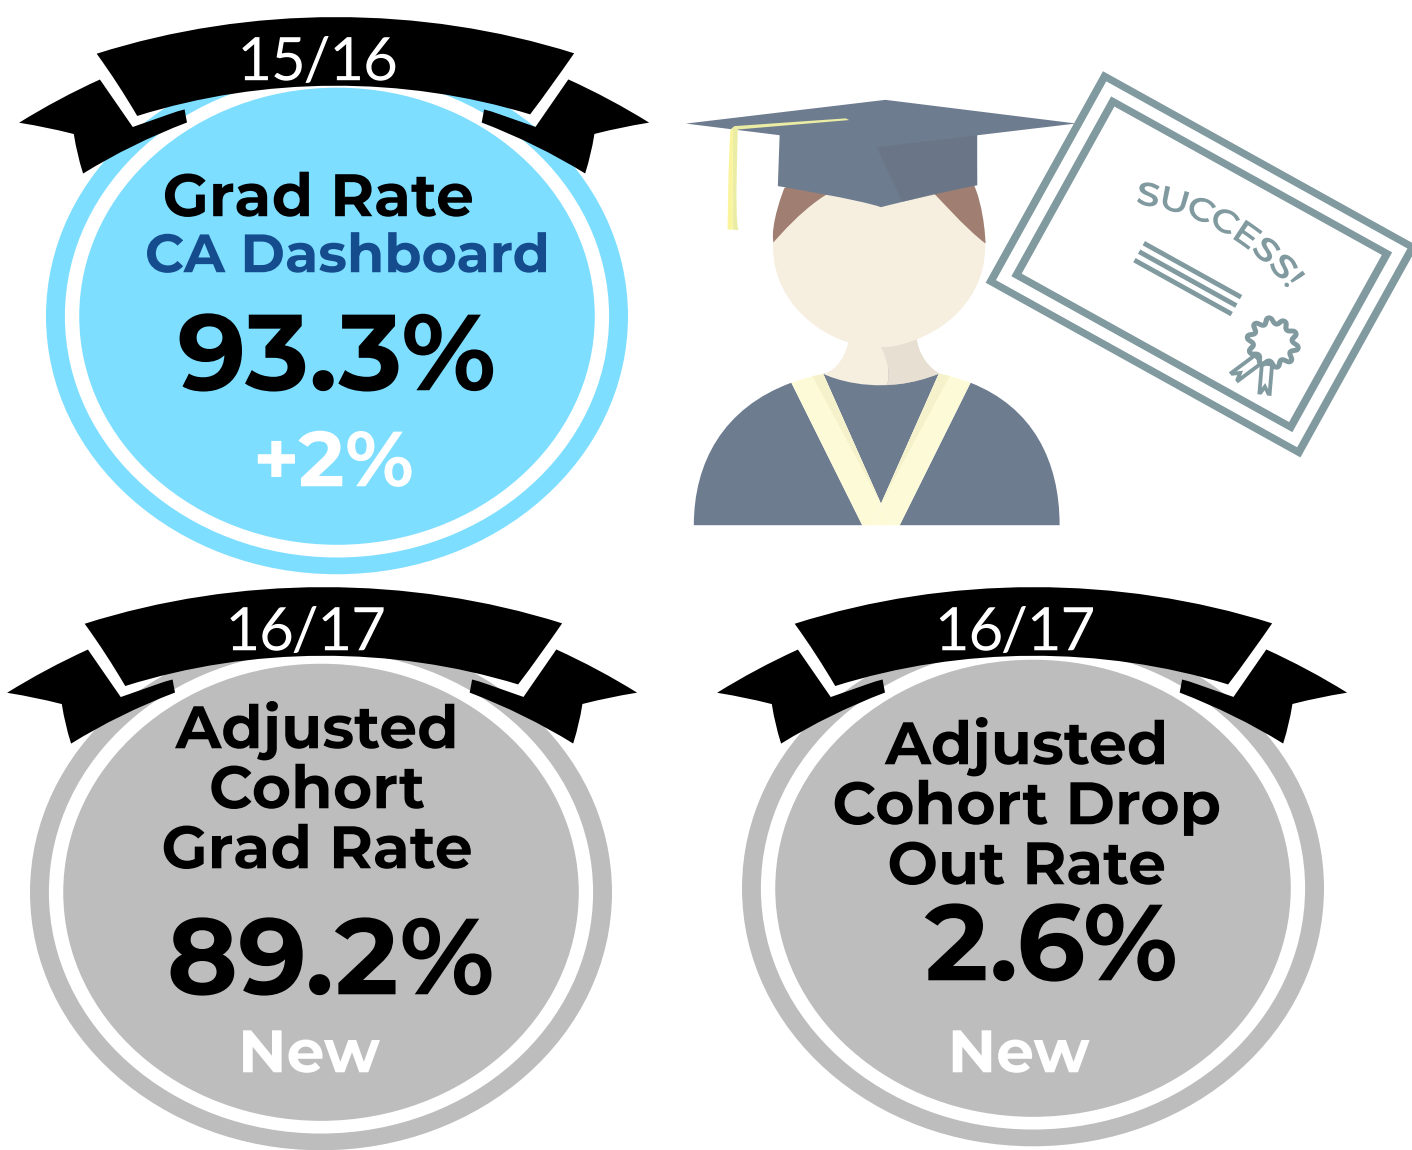 15/16
Grad Rate
CA Dashboard
93.3%
+2%
SUCCESS!
16/17
Adjusted
Cohort
Grad Rate
89.2%
New
16/17
Adjusted
Cohort Drop
Out Rate
2.6%
New